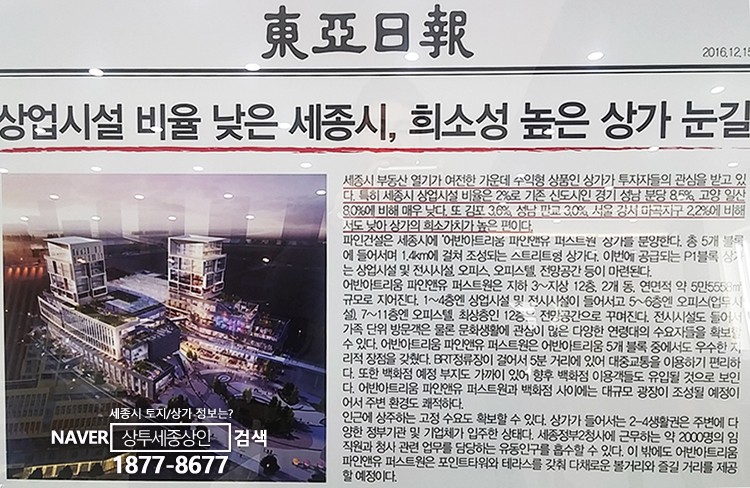 東亞日報
2016.12.15
상업시설 비율 낮은 세종시, 희소성 높은 상가 눈길
세종시 부동산 열기가 여전한 가운데 수익형 상품인 상가가 투자자들의 관심을 받고 있
다. 특히 세종시 상업시설 비율은 2%로 기존 신도시인 경기 성남 분당 8.5%, 고양 일산
8.0%에 비해 매우 낮다. 또 김포 3.6%, 성남 판교 3.0%, 서울 강서 마곡지구 2.2%에 비해
서도 낮아 상가의 희소가치가 높은 편이다.
파인건설은 세종시에 '어반아트리움 파인앤유 퍼스트원' 상가를 분양한다. 총 5개 블록
에 들어서며 1.4km에 걸쳐 조성되는 스트리트형 상가다. 이번에 공급되는 P1블록 상가
는 상업시설 및 전시시설, 오피스, 오피스텔, 전망공간 등이 마련된다.
어반아트리움 파인앤유 퍼스트원은 지하 3~지상 12층, 2개 동, 연면적 약 5만5558㎡
규모로 지어진다. 1~4층엔 상업시설 및 전시시설이 들어서고 5~6층엔 오피스(업무시
설), 7~11층엔 오피스텔, 최상층인 12층은 전망공간으로 꾸며진다. 전시시설도 들어서
가족 단위 방문객은 물론 문화생활에 관심이 많은 다양한 연령대의 수요자들을 확보할
수 있다. 어반아트리움 파인앤유 퍼스트원은 어반아트리움 5개 블록 중에서도 우수한 입
지적 장점을 갖췄다. BRT정류장이 걸어서 5분 거리에 있어 대중교통을 이용하기 편리하
다. 또한 백화점 예정 부지도 가까이 있어 향후 백화점 이용객들도 유입될 것으로 보인
다. 어반아트리움 파인앤유 퍼스트원과 백화점 사이에는 대규모 광장이 조성될 예정이
어서 주변 환경도 쾌적하다.
인근에 상주하는 고정 수요도 확보할 수 있다. 상가가 들어서는 2-4생활권은 주변에 다
양한 정부기관 및 기업체가 입주한 상태다. 세종정부2청사에 근무하는 약 2000명의 임
직원과 청사 관련 업무를 담당하는 유동인구를 흡수할 수 있다. 이 밖에도 어반아트리움
파인앤유 퍼스트원은 포인트타워와 테라스를 갖춰 다채로운 볼거리와 즐길 거리를 제공
할 예정이다.
세종시 토지/상가 정보는?
NAVER 상투세종상인 검색
1877-8677